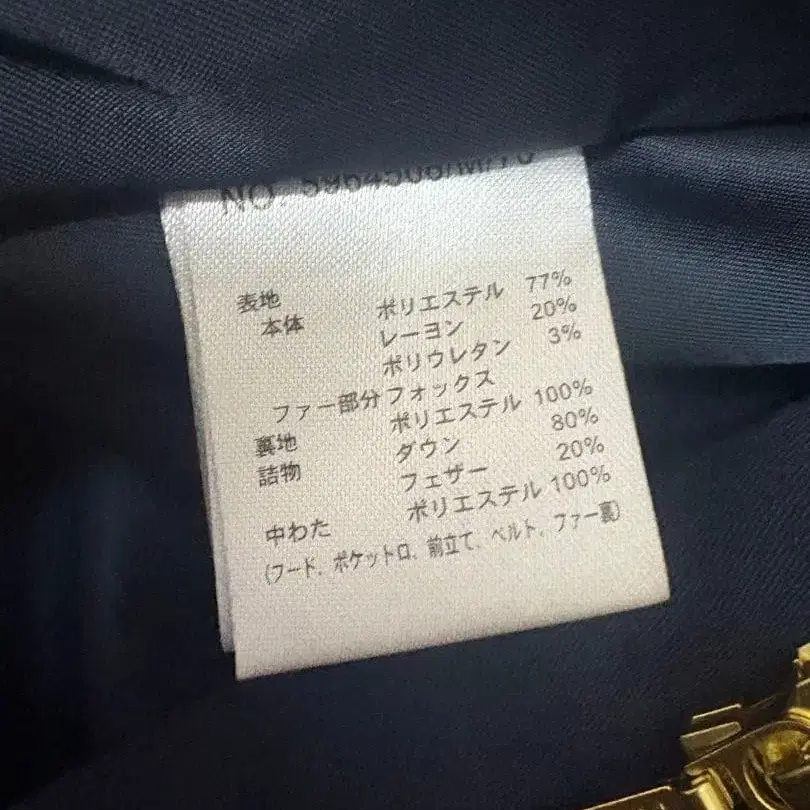 NO. 5964508/M/70
表地
本体 ポリエステル 77%
レーヨン 20%
ポリウレタン 3%
ファー部分 フォックス
裏地 ポリエステル 100%
詰物 ダウン 80%
フェザー 20%
中わた ポリエステル 100%
(フード、ポケット口、前立て、ベルト、ファー裏)